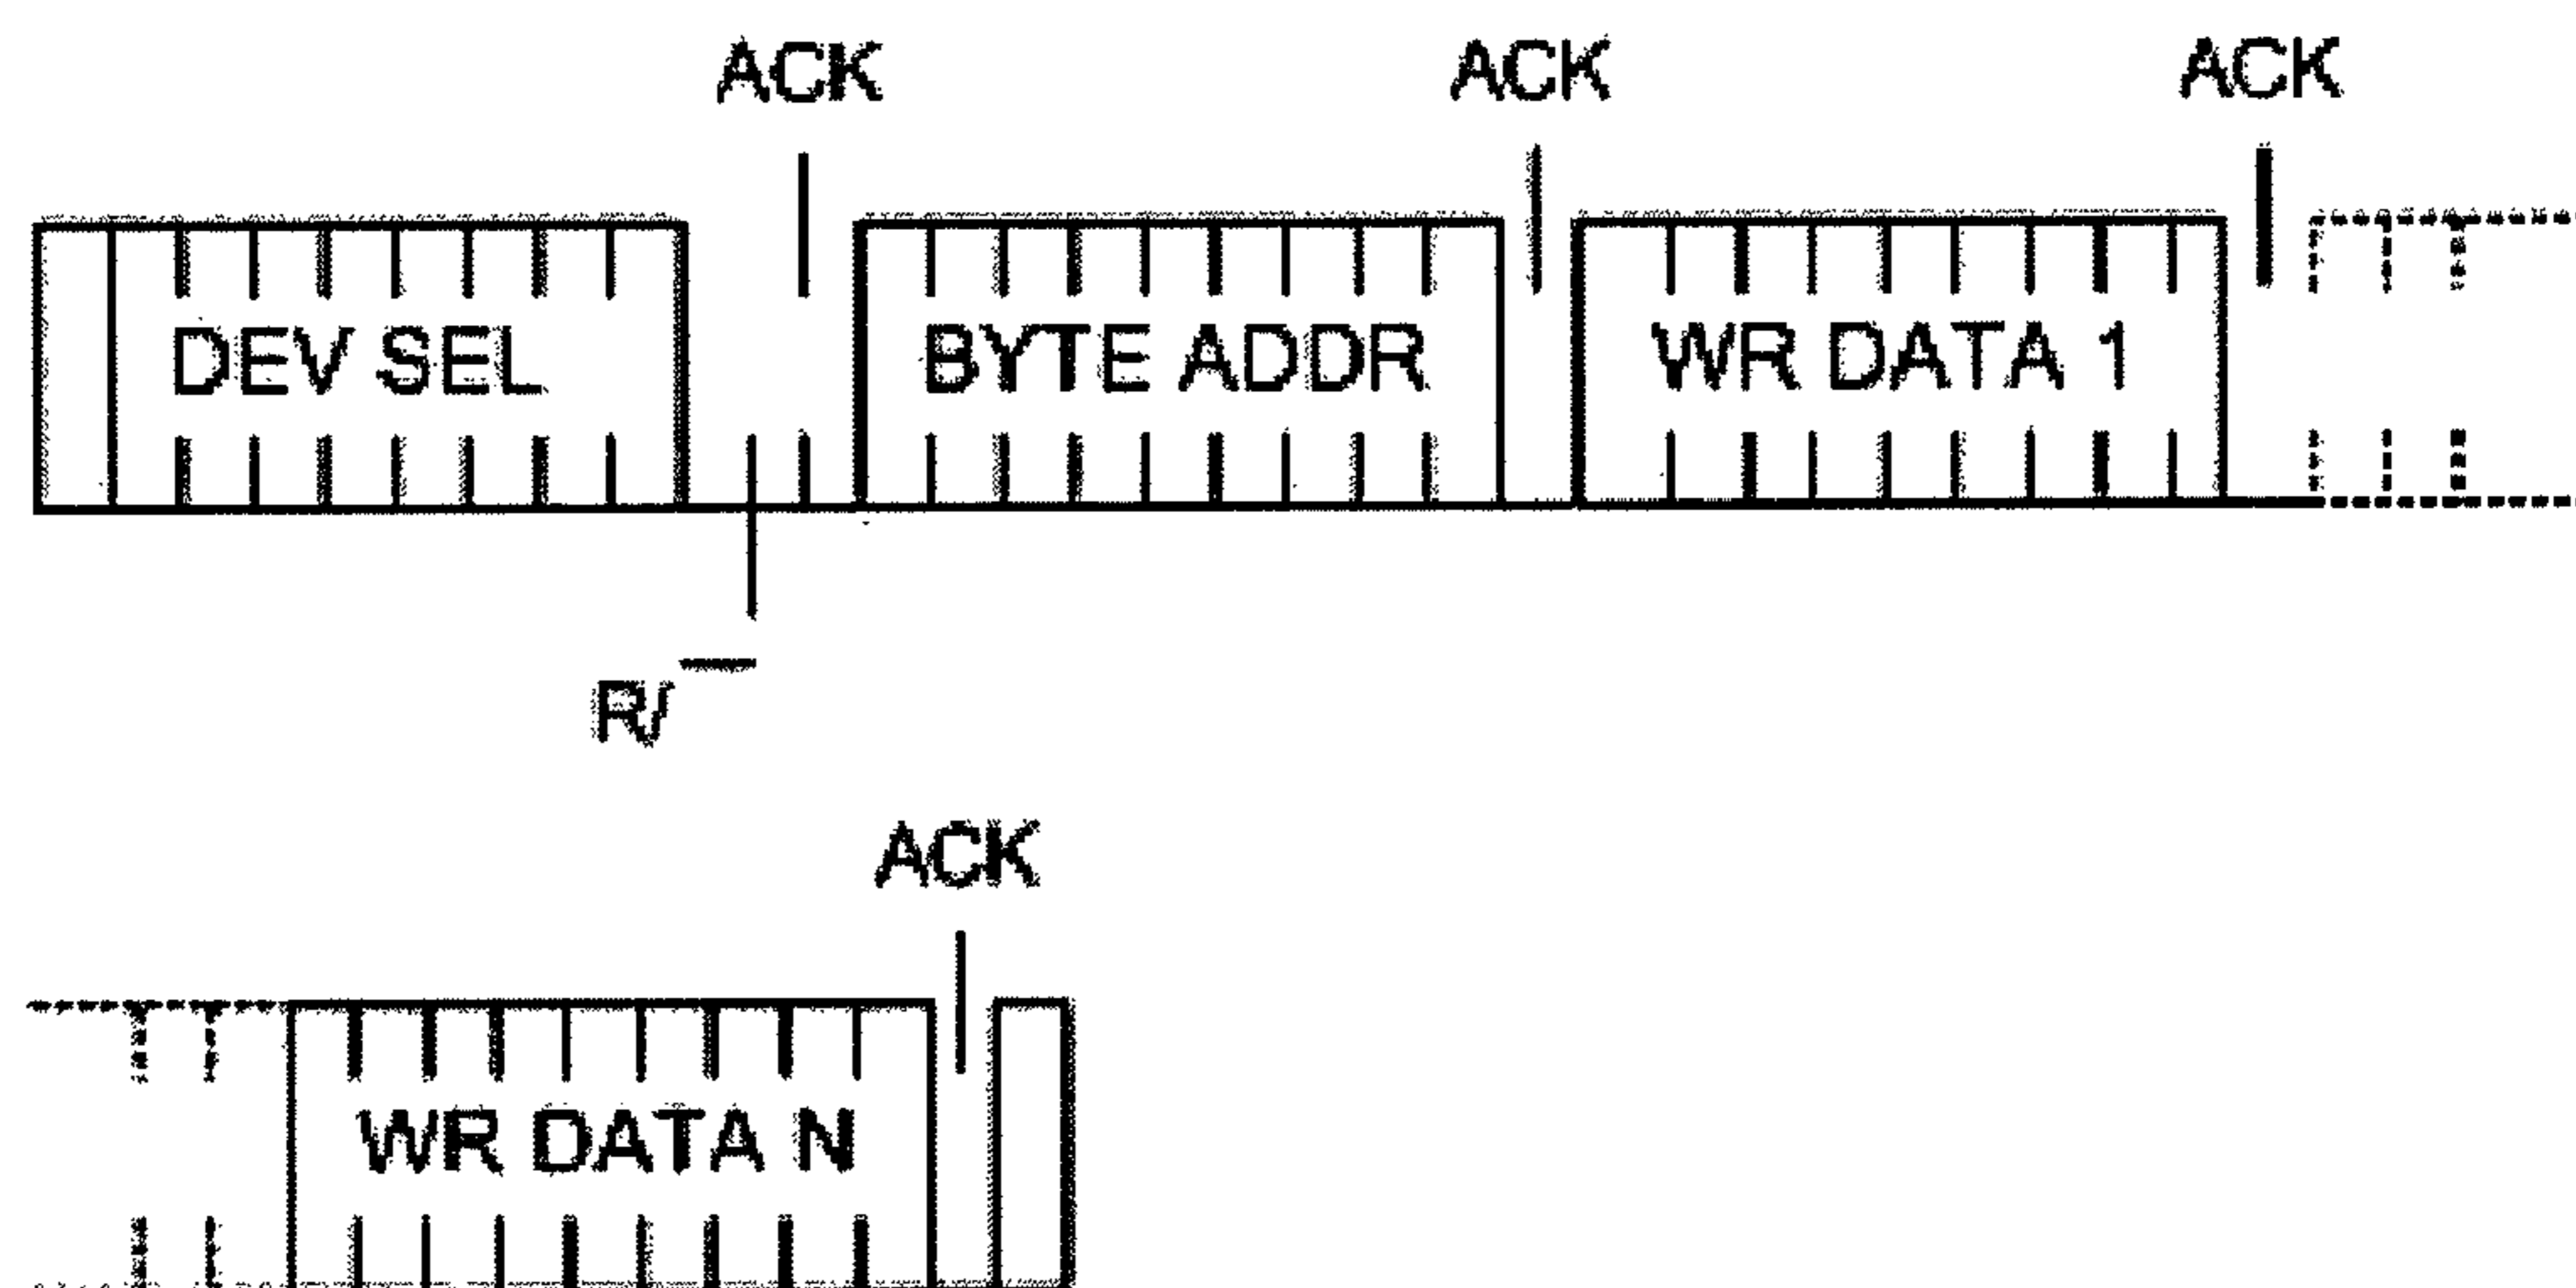 ACK ACK ACK
DEV SEL BYTE ADDR WR DATA 1
R/
ACK
WR DATA N